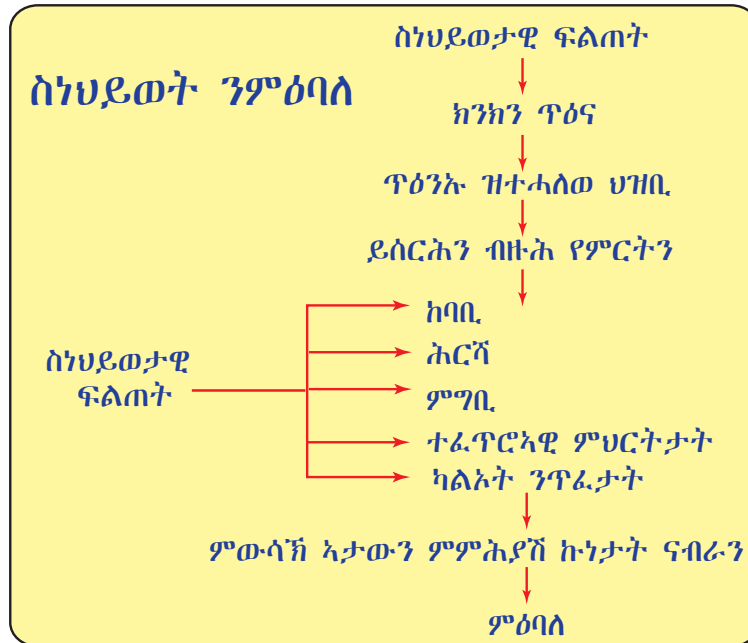 ስነህይወታዊ ፍልጠት
ስነህይወት ንምዕባለ
ክንክን ጥዕና
ጥዕንኡ ዝተሓለወ ህዝቢ
ይሰርሕን ብዙሕ የምርትን
ከባቢ
ሕርሻ
ስነህይወታዊ
ፍልጠት
ምግቢ
ተፈጥሮኣዊ ምህርትታት
ካልኦት ንጥፈታት
ምውሳኽ ኣታውን ምምሕያሽ ኩነታት ናብራን
ምዕባለ